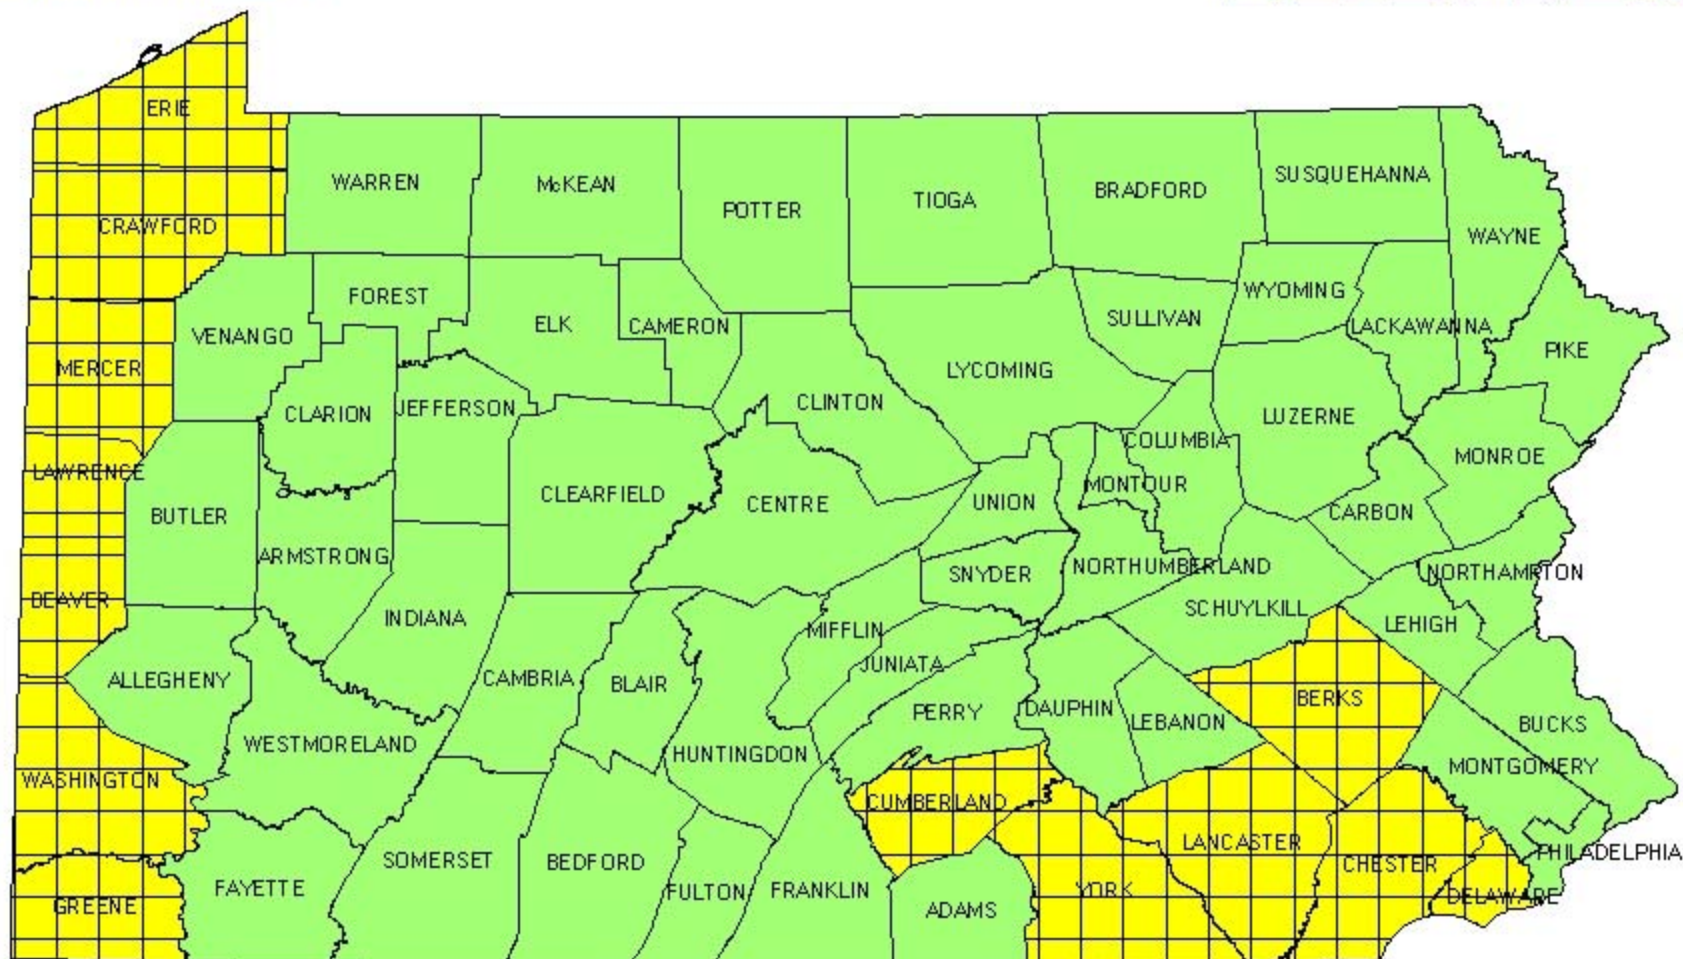 ERIE
WARREN
McKEAN
POTTER
TIOGA
BRADFORD
SUSQUEHANNA
WAYNE
CRAWFORD
FOREST
ELK
CAMERON
VENANGO
SULLIVAN
WYOMING
LACKAWANNA
PIKE
MERCER
CLARION
JEFFERSON
CLINTON
LYCOMING
LUZERNE
COLUMBIA
MONROE
LAWRENCE
BUTLER
CLEARFIELD
CENTRE
UNION
MONTOUR
CARBON
ARMSTRONG
SNYDER
NORTHUMBERLAND
NORTHAMPTON
BEAVER
INDIANA
MIFFLIN
SCHUYLKILL
LEHIGH
ALLEGHENY
CAMBRIA
BLAIR
JUNIATA
PERRY
DAUPHIN
LEBANON
BERKS
BUCKS
WESTMORELAND
HUNTINGDON
MONTGOMERY
WASHINGTON
CUMBERLAND
LANCASTER
CHESTER
PHILADELPHIA
SOMERSET
BEDFORD
FULTON
FRANKLIN
YORK
DELAWARE
FAYETTE
GREENE
ADAMS